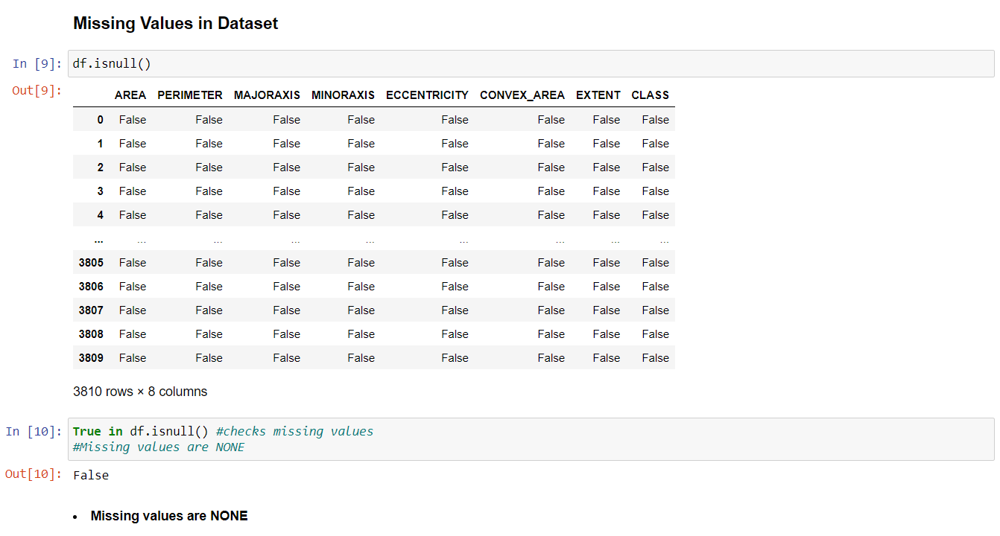 Missing Values in Dataset
In [9]: df.isnull()
Out[9]:
AREA PERIMETER MAJORAXIS MINORAXIS ECCENTRICITY CONVEX_AREA EXTENT CLASS
0 False False False False False False False False
1 False False False False False False False False
2 False False False False False False False False
3 False False False False False False False False
4 False False False False False False False False
... ... ... ... ... ... ... ... ...
3805 False False False False False False False False
3806 False False False False False False False False
3807 False False False False False False False False
3808 False False False False False False False False
3809 False False False False False False False False
3810 rows × 8 columns
In [10]: True in df.isnull() #checks missing values
#Missing values are NONE
Out[10]: False
• Missing values are NONE